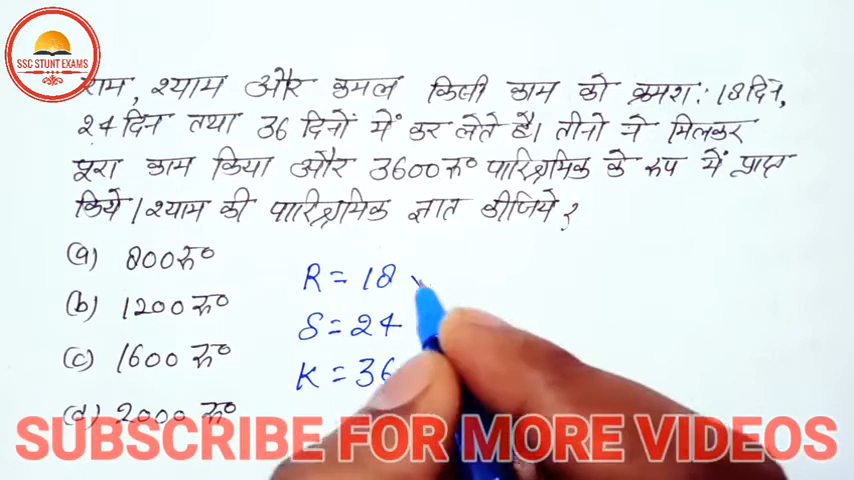 SSC STUNT EXAMS
राम, श्याम और कमल किसी काम को क्रमश: 18 दिन,
24 दिन तथा 36 दिनों में कर लेते है। तीनो ने मिलकर
पूरा काम किया और 3600 रु० पारिश्रमिक के रुप में प्राप्त
किये। श्याम की पारिश्रमिक ज्ञात कीजिये?
(a) 800 रु०
(b) 1200 रु०
(c) 1600 रु०
(d) 2000 रु०
R = 18
S = 24
K = 36
SUBSCRIBE FOR MORE VIDEOS